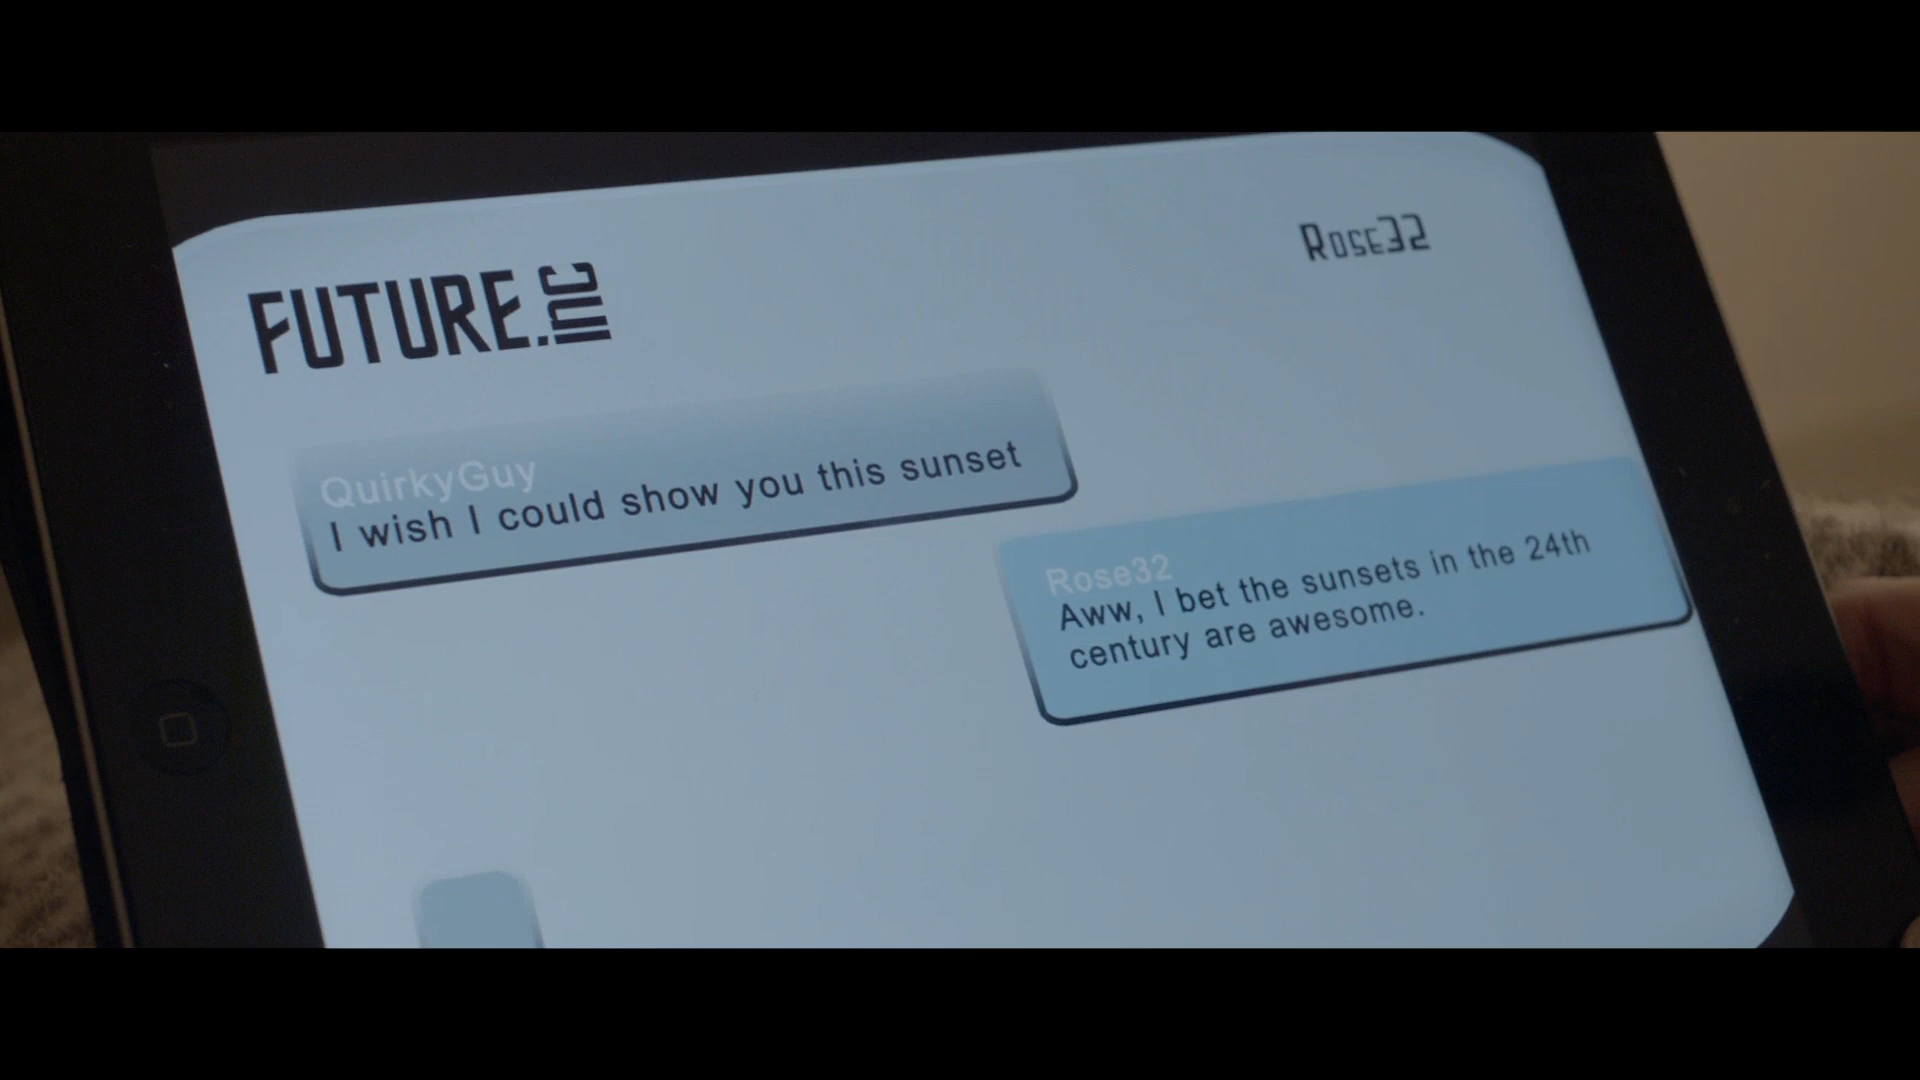 FUTURE.inc
Rose32
QuirkyGuy
I wish I could show you this sunset
Rose32
Aww, I bet the sunsets in the 24th
century are awesome.